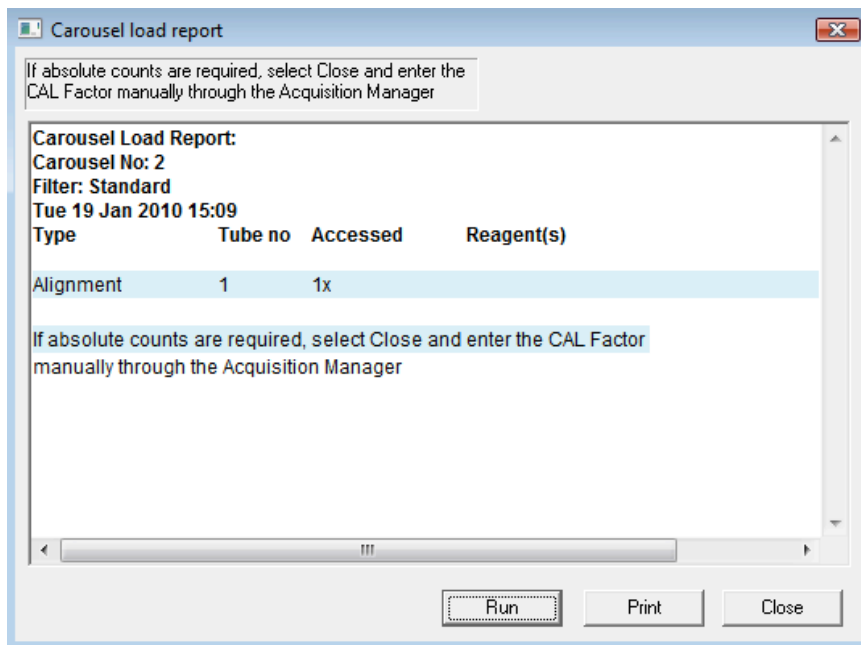 Carousel load report
If absolute counts are required, select Close and enter the
CAL Factor manually through the Acquisition Manager
Carousel Load Report:
Carousel No: 2
Filter: Standard
Tue 19 Jan 2010 15:09
Type Tube no Accessed Reagent(s)
Alignment 1 1x
If absolute counts are required, select Close and enter the CAL Factor
manually through the Acquisition Manager
Run Print Close